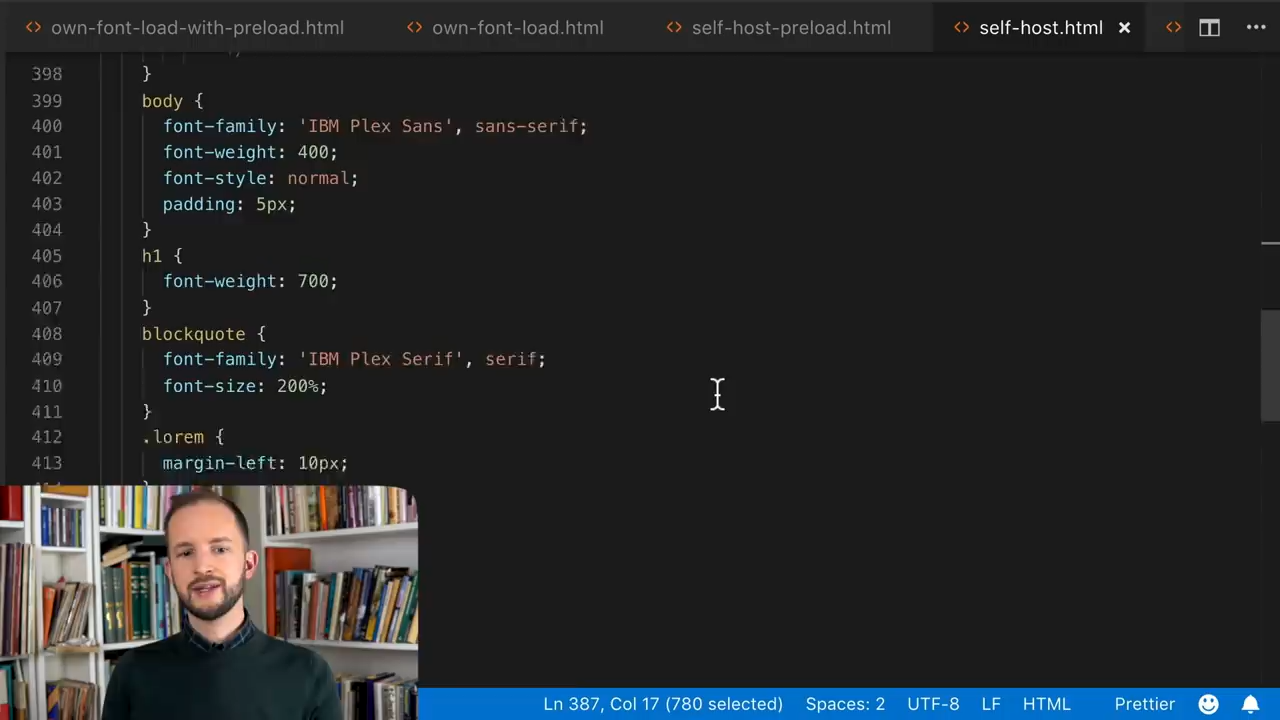 own-font-load-with-preload.html
own-font-load.html
self-host-preload.html
self-host.html
398 }
399 body {
400 font-family: 'IBM Plex Sans', sans-serif;
401 font-weight: 400;
402 font-style: normal;
403 padding: 5px;
404 }
405 h1 {
406 font-weight: 700;
407 }
408 blockquote {
409 font-family: 'IBM Plex Serif', serif;
410 font-size: 200%;
411 }
412 .lorem {
413 margin-left: 10px;
Ln 387, Col 17 (780 selected)
Spaces: 2
UTF-8
LF
HTML
Prettier